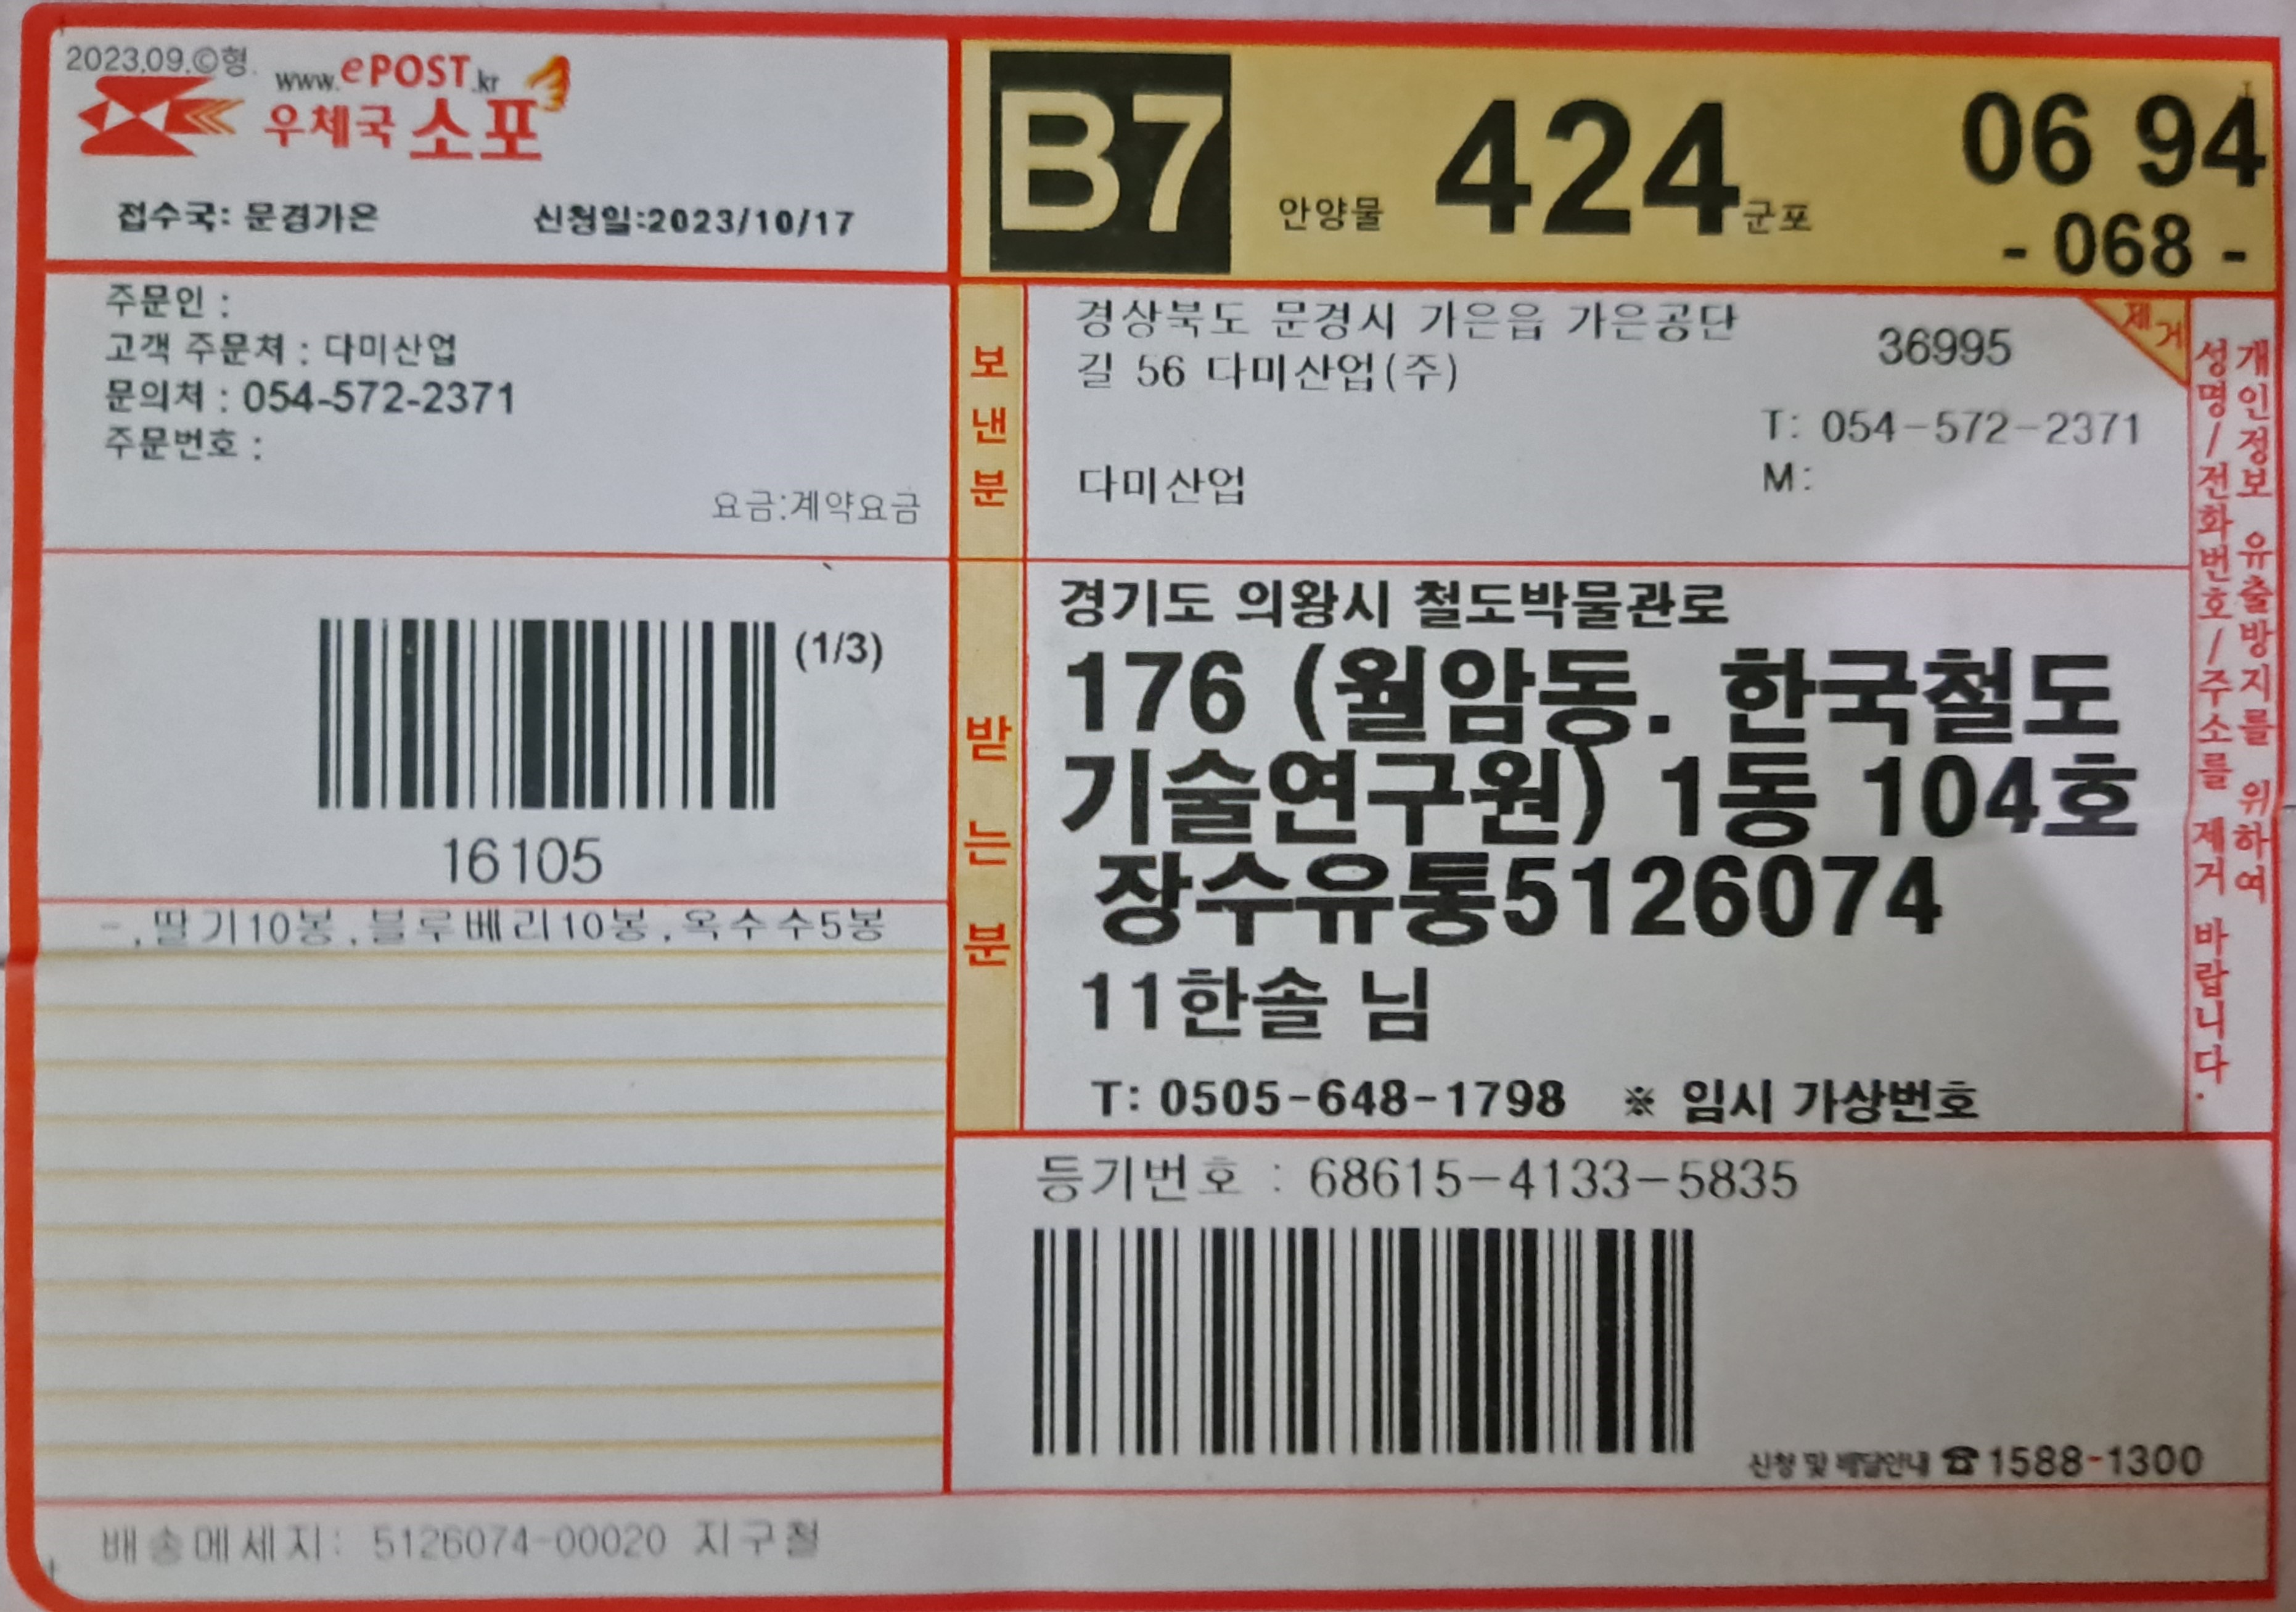 2023.09.©형.
www.ePOST.kr
우체국 소포
접수국: 문경가은 신청일:2023/10/17
B7 안양물 424 군포 06 94
- 068 -
주문인 :
고객 주문처 : 다미산업
문의처 : 054-572-2371
주문번호 :
요금:계약요금
보낸분
경상북도 문경시 가은읍 가은공단
길 56 다미산업(주)
36995
T: 054-572-2371
M:
다미산업
제거
개인정보 유출방지를 위하여
성명/전화번호/주소를 제거 바랍니다.
(1/3)
16105
-,딸기10봉,블루베리10봉,옥수수5봉
받는분
경기도 의왕시 철도박물관로
176 (월암동. 한국철도
기술연구원) 1동 104호
장수유통5126074
11한솔 님
T: 0505-648-1798 ※ 임시 가상번호
등기번호 : 68615-4133-5835
신청 및 배달안내 ☎1588-1300
배송메세지: 5126074-00020 지구철